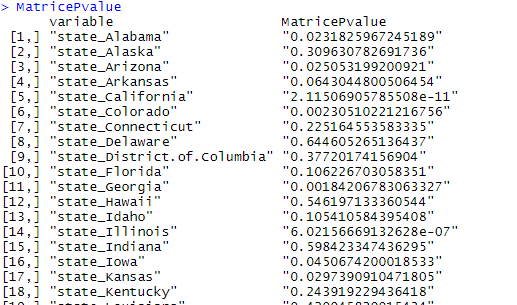 > MatricePvalue
variable MatricePvalue
[1,] "state_Alabama" "0.0231825967245189"
[2,] "state_Alaska" "0.309630782691736"
[3,] "state_Arizona" "0.025053199200921"
[4,] "state_Arkansas" "0.0643044800506454"
[5,] "state_California" "2.11506905785508e-11"
[6,] "state_Colorado" "0.00230510221216756"
[7,] "state_Connecticut" "0.225164553583335"
[8,] "state_Delaware" "0.644605265136437"
[9,] "state_District.of.Columbia" "0.37720174156904"
[10,] "state_Florida" "0.106226703058351"
[11,] "state_Georgia" "0.00184206783063327"
[12,] "state_Hawaii" "0.546197133360544"
[13,] "state_Idaho" "0.105410584395408"
[14,] "state_Illinois" "6.02156669132628e-07"
[15,] "state_Indiana" "0.598423347436295"
[16,] "state_Iowa" "0.0450674200018533"
[17,] "state_Kansas" "0.0297390910471805"
[18,] "state_Kentucky" "0.243919229436418"